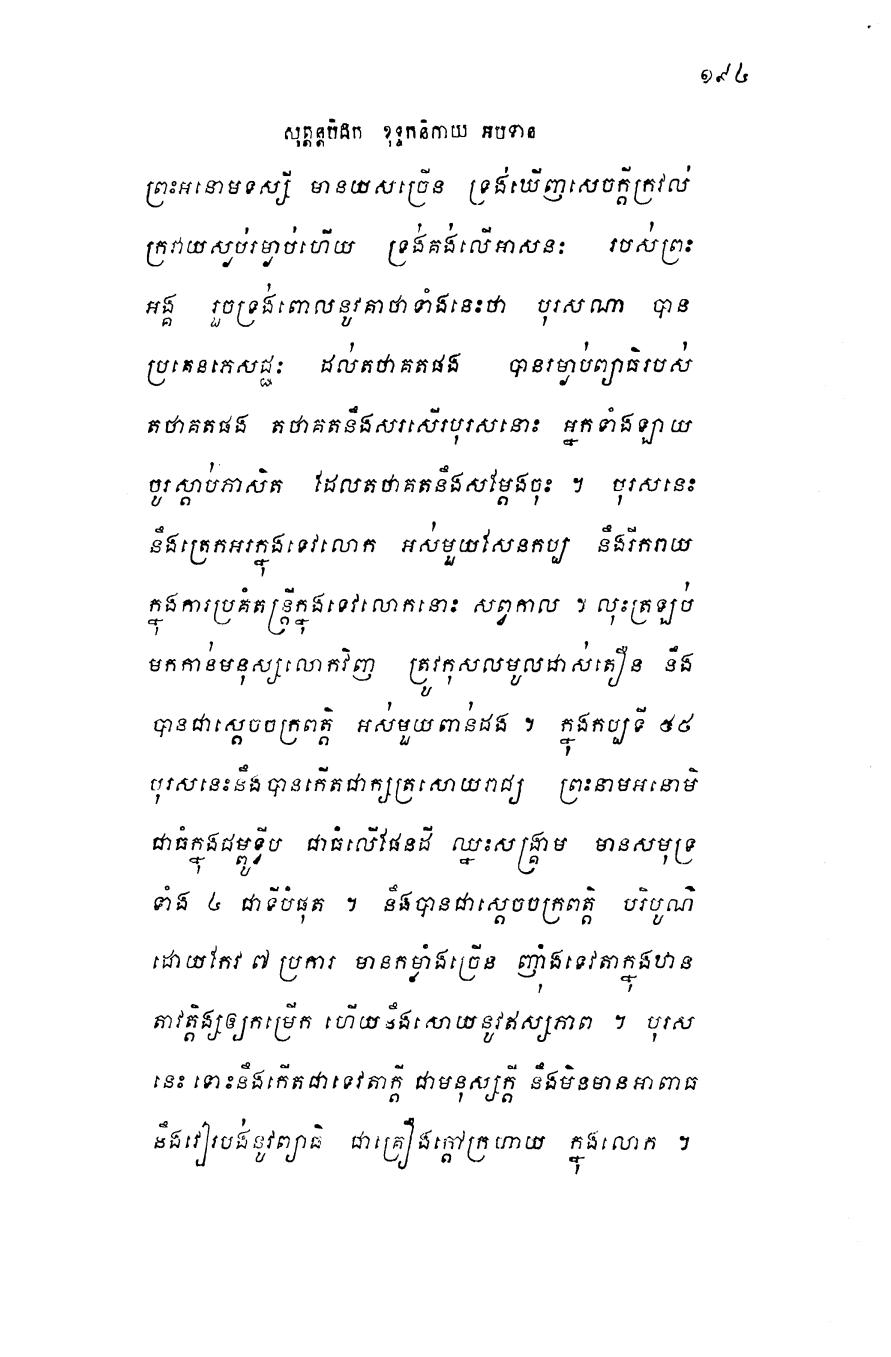 ១៩៤
សុត្តន្តបិដក ខុទ្ទកនិកាយ អបទាន
ព្រះអនោមទស្សី មានយសច្រើន ទ្រង់ឃើញសេចក្តីក្រវល់
ក្រវាយស្ងប់រម្ងាប់ហើយ ទ្រង់គង់លើអាសនៈ របស់ព្រះ
អង្គ រួចទ្រង់ពោលនូវគាថាទាំងនេះថា បុរសណា បាន
ប្រគេនភេសជ្ជៈ ដល់តថាគតផង បានរម្ងាប់ព្យាធិរបស់
តថាគតផង តថាគតនឹងសរសើរបុរសនោះ អ្នកទាំងឡាយ
ចូរស្តាប់ភាសិត ដែលតថាគតនឹងសម្តែងចុះ ។ បុរសនេះ
នឹងត្រេកអរក្នុងទេវលោក អស់មួយសែនកប្ប នឹងរីករាយ
ក្នុងការប្រគំតន្ត្រីក្នុងទេវលោកនោះ សព្វកាល ។ លុះត្រឡប់
មកកាន់មនុស្សលោកវិញ ត្រូវកុសលមូលដាស់តឿន នឹង
បានជាស្តេចចក្រពត្តិ អស់មួយពាន់ដង ។ ក្នុងកប្បទី ៥៥
បុរសនេះនឹងបានកើតជាក្សត្រសោយរាជ្យ ព្រះនាមអនោមិ
ជាធំក្នុងជម្ពូទ្វីប ជាធំលើផែនដី ឈ្នះសង្គ្រាម មានសមុទ្រ
ទាំង ៤ ជាទីបំផុត ។ នឹងបានជាស្តេចចក្រពត្តិ បរិបូណ៌
ដោយកែវ ៧ ប្រការ មានកម្លាំងច្រើន ញ៉ាំងទេវតាក្នុងឋាន
តាវត្តិង្សឲ្យកម្រើក ហើយនឹងសោយនូវឥស្សភាព ។ បុរស
នេះ ទោះនឹងកើតជាទេវតាក្តី ជាមនុស្សក្តី នឹងមិនមានអាពាធ
នឹងវៀរបង់នូវព្យាធិ ជាគ្រឿងក្តៅក្រហាយ ក្នុងលោក ។